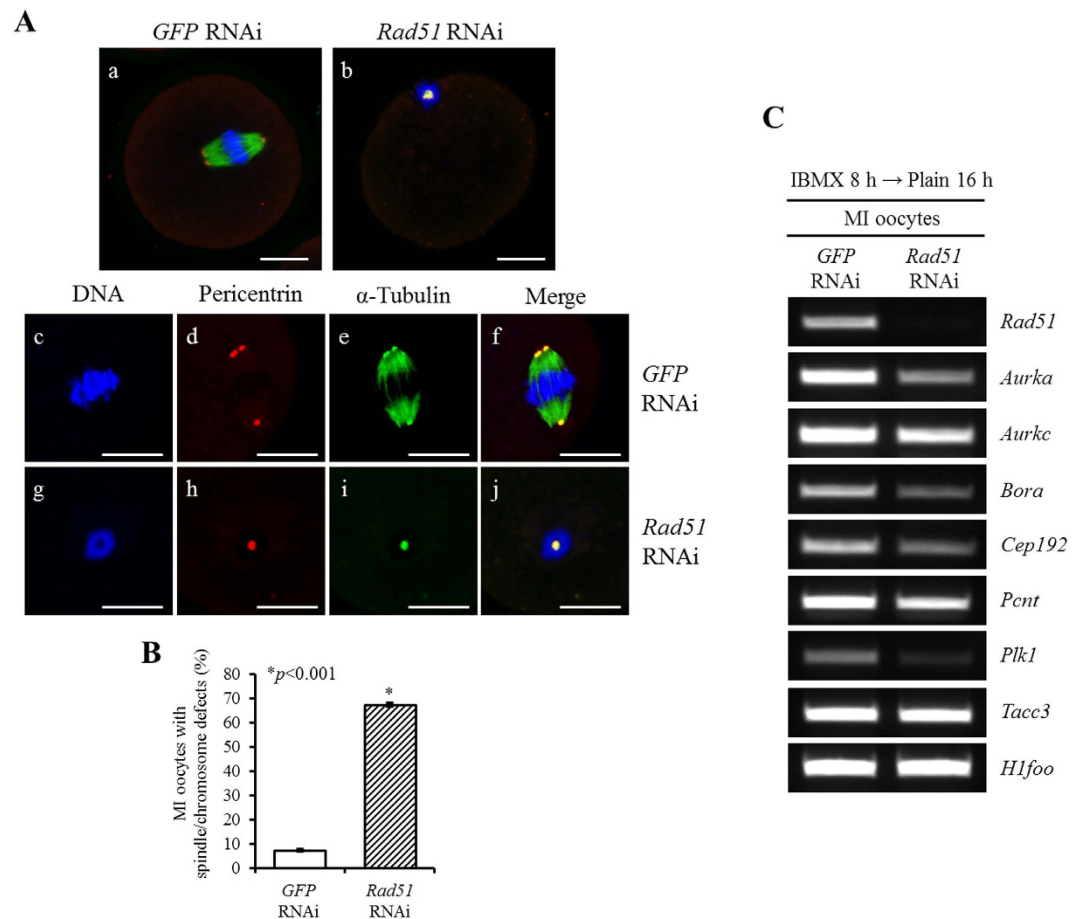 A
GFP RNAi
Rad51 RNAi
a
b
DNA
Pericentrin
α-Tubulin
Merge
c
d
e
f
GFP
RNAi
g
h
i
j
Rad51
RNAi
B
MI oocytes with
spindle/chromosome defects (%)
*p<0.001
*
80
70
60
50
40
30
20
10
0
GFP
RNAi
Rad51
RNAi
C
IBMX 8 h → Plain 16 h
MI oocytes
GFP
RNAi
Rad51
RNAi
Rad51
Aurka
Aurkc
Bora
Cep192
Pcnt
Plk1
Tacc3
H1foo